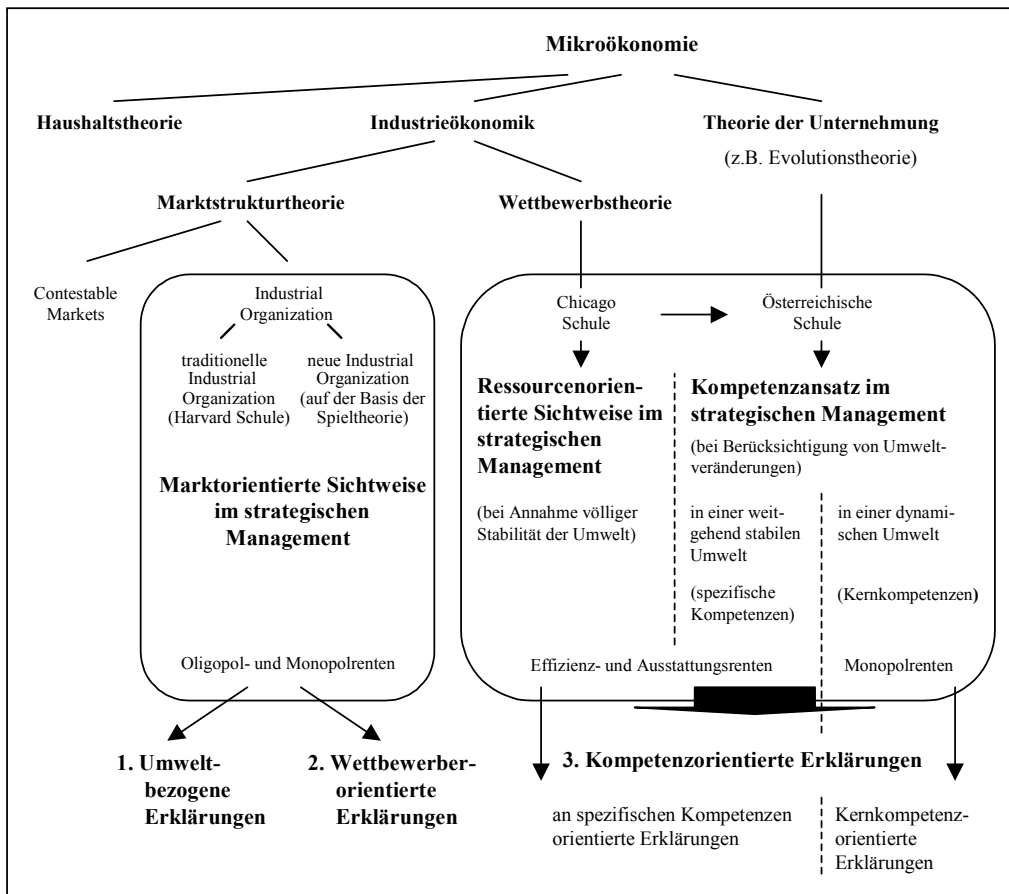 Mikroökonomie
Haushaltstheorie
Industrieökonomik
Theorie der Unternehmung
(z.B. Evolutionstheorie)
Marktstrukturtheorie
Wettbewerbstheorie
Contestable
Markets
Industrial
Organization
traditionelle
Industrial
Organization
(Harvard Schule)
neue Industrial
Organization
(auf der Basis der
Spieltheorie)
Marktorientierte Sichtweise
im strategischen
Management
Oligopol- und Monopolrenten
Chicago
Schule
Österreichische
Schule
Ressourcenorien-
tierte Sichtweise im
strategischen
Management
(bei Annahme völliger
Stabilität der Umwelt)
Kompetenzansatz im
strategischen Management
(bei Berücksichtigung von Umwelt-
veränderungen)
in einer weit-
gehend stabilen
Umwelt
(spezifische
Kompetenzen)
in einer dynami-
schen Umwelt
(Kernkompetenzen)
Effizienz- und Ausstattungsrenten
Monopolrenten
1. Umwelt-
bezogene
Erklärungen
2. Wettbewerber-
orientierte
Erklärungen
3. Kompetenzorientierte Erklärungen
an spezifischen Kompetenzen
orientierte Erklärungen
Kernkompetenz-
orientierte
Erklärungen